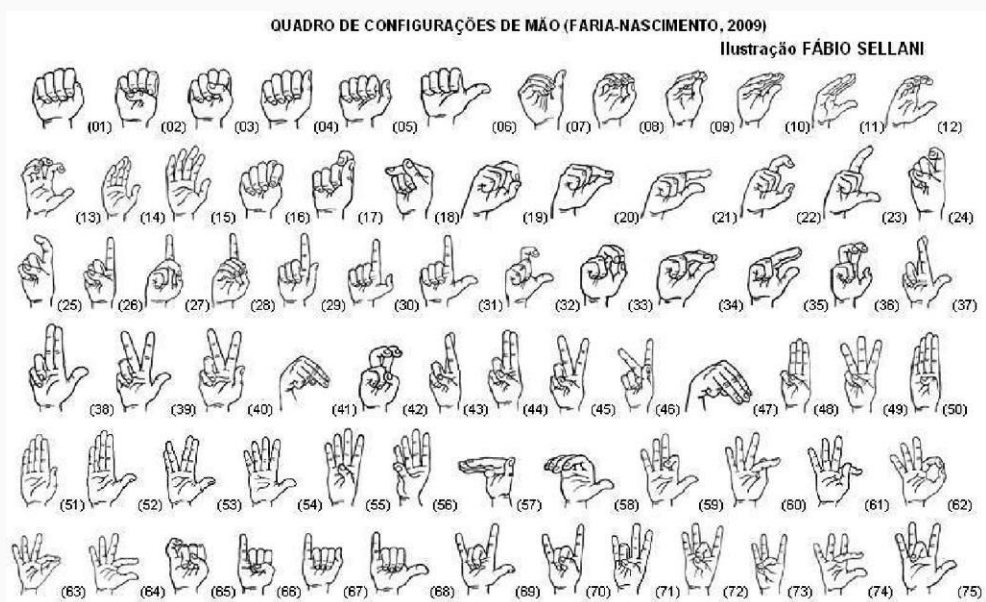 QUADRO DE CONFIGURAÇÕES DE MÃO (FARIA-NASCIMENTO, 2009)
Ilustração FÁBIO SELLANI
(01) (02) (03) (04) (05) (06) (07) (08) (09) (10) (11) (12)
(13) (14) (15) (16) (17) (18) (19) (20) (21) (22) (23) (24)
(25) (26) (27) (28) (29) (30) (31) (32) (33) (34) (35) (36) (37)
(38) (39) (40) (41) (42) (43) (44) (45) (46) (47) (48) (49) (50)
(51) (52) (53) (54) (55) (56) (57) (58) (59) (60) (61) (62)
(63) (64) (65) (66) (67) (68) (69) (70) (71) (72) (73) (74) (75)